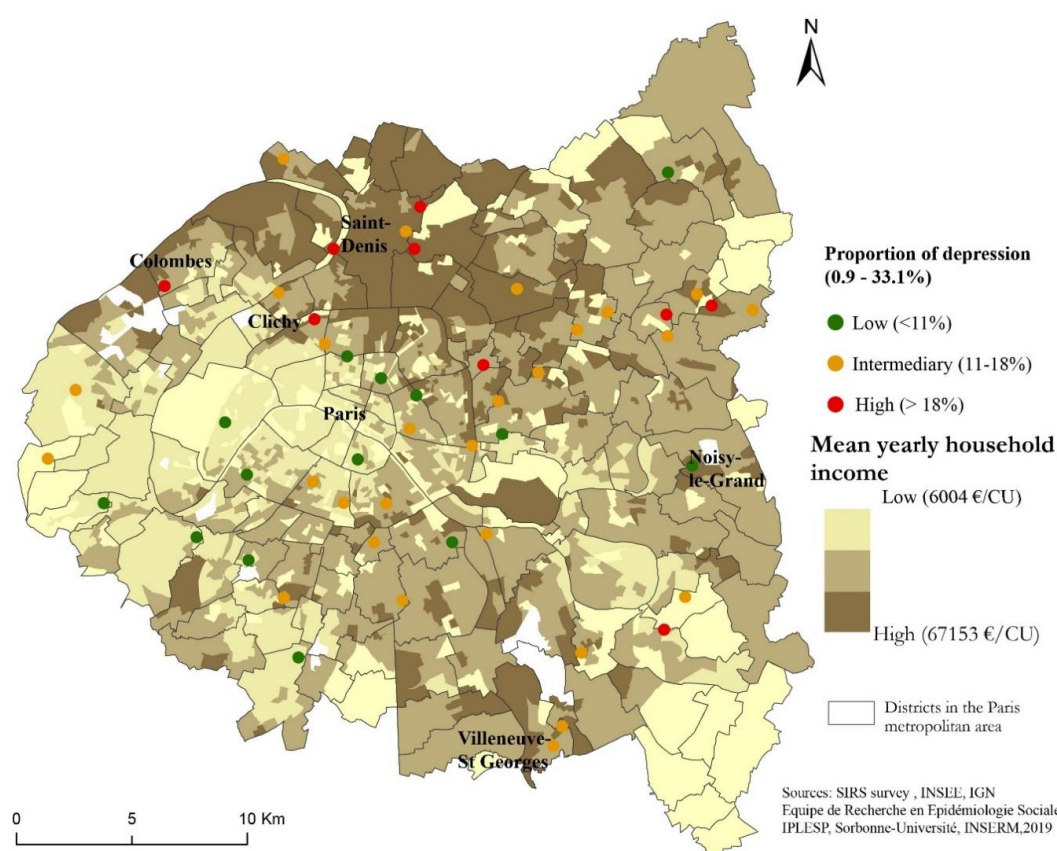 N
Saint-
Denis
Colombes
Clichy
Paris
Noisy-
le-Grand
Villeneuve-
St Georges
Proportion of depression
(0.9 - 33.1%)
Low (<11%)
Intermediary (11-18%)
High (> 18%)
Mean yearly household
income
Low (6004 €/CU)
High (67153 €/CU)
Districts in the Paris
metropolitan area
Sources: SIRS survey , INSEE, IGN
Equipe de Recherche en Epidémiologie Sociale
IPLESP, Sorbonne-Université, INSERM,2019
0 5 10 Km